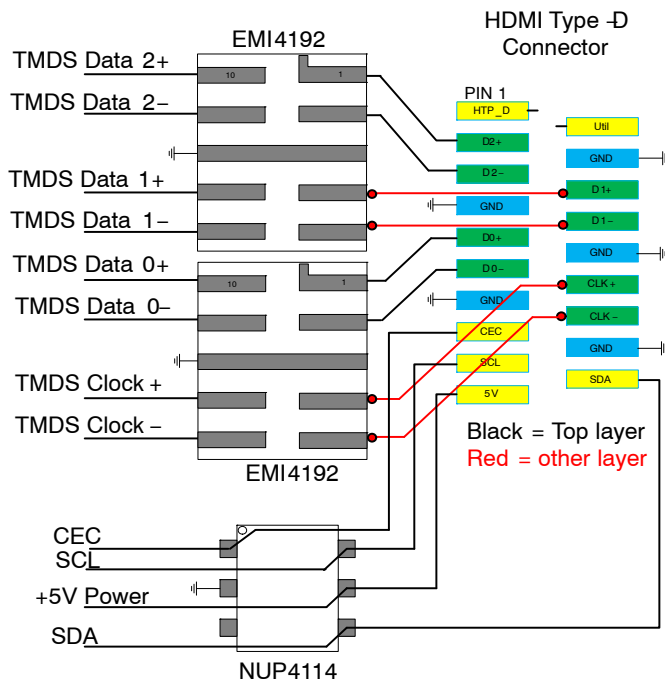 HDMI Type -D
Connector
EMI4192
TMDS Data 2+
TMDS Data 2-
TMDS Data 1+
TMDS Data 1-
10
1
TMDS Data 0+
TMDS Data 0-
TMDS Clock +
TMDS Clock -
10
1
EMI4192
PIN 1
HTP_D
D2+
D2-
GND
D0+
D0-
GND
CEC
SCL
5V
Util
GND
D1+
D1-
GND
CLK+
CLK-
GND
SDA
Black = Top layer
Red = other layer
CEC
SCL
+5V Power
SDA
NUP4114